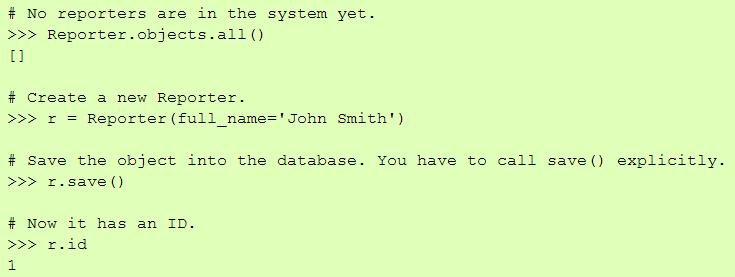 # No reporters are in the system yet.
>>> Reporter.objects.all()
[]
# Create a new Reporter.
>>> r = Reporter(full_name='John Smith')
# Save the object into the database. You have to call save() explicitly.
>>> r.save()
# Now it has an ID.
>>> r.id
1